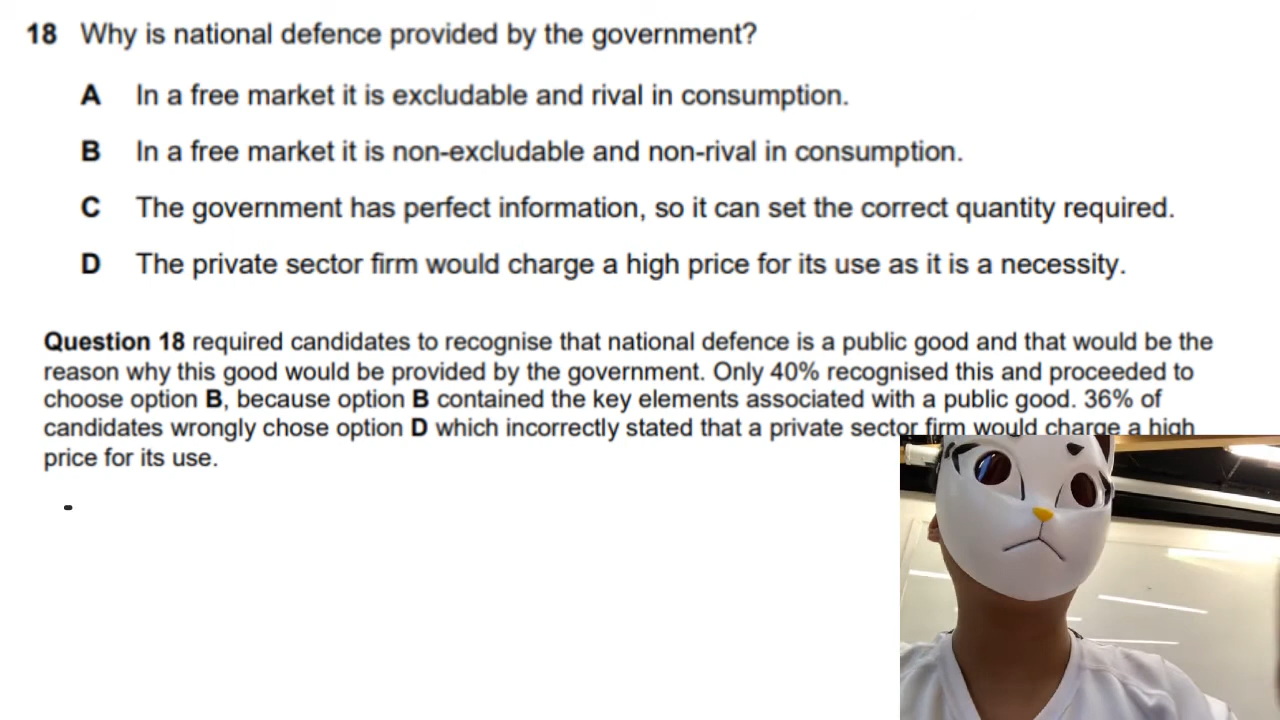 18 Why is national defence provided by the government?
A In a free market it is excludable and rival in consumption.
B In a free market it is non-excludable and non-rival in consumption.
C The government has perfect information, so it can set the correct quantity required.
D The private sector firm would charge a high price for its use as it is a necessity.
Question 18 required candidates to recognise that national defence is a public good and that would be the
reason why this good would be provided by the government. Only 40% recognised this and proceeded to
choose option B, because option B contained the key elements associated with a public good. 36% of
candidates wrongly chose option D which incorrectly stated that a private sector firm would charge a high
price for its use.